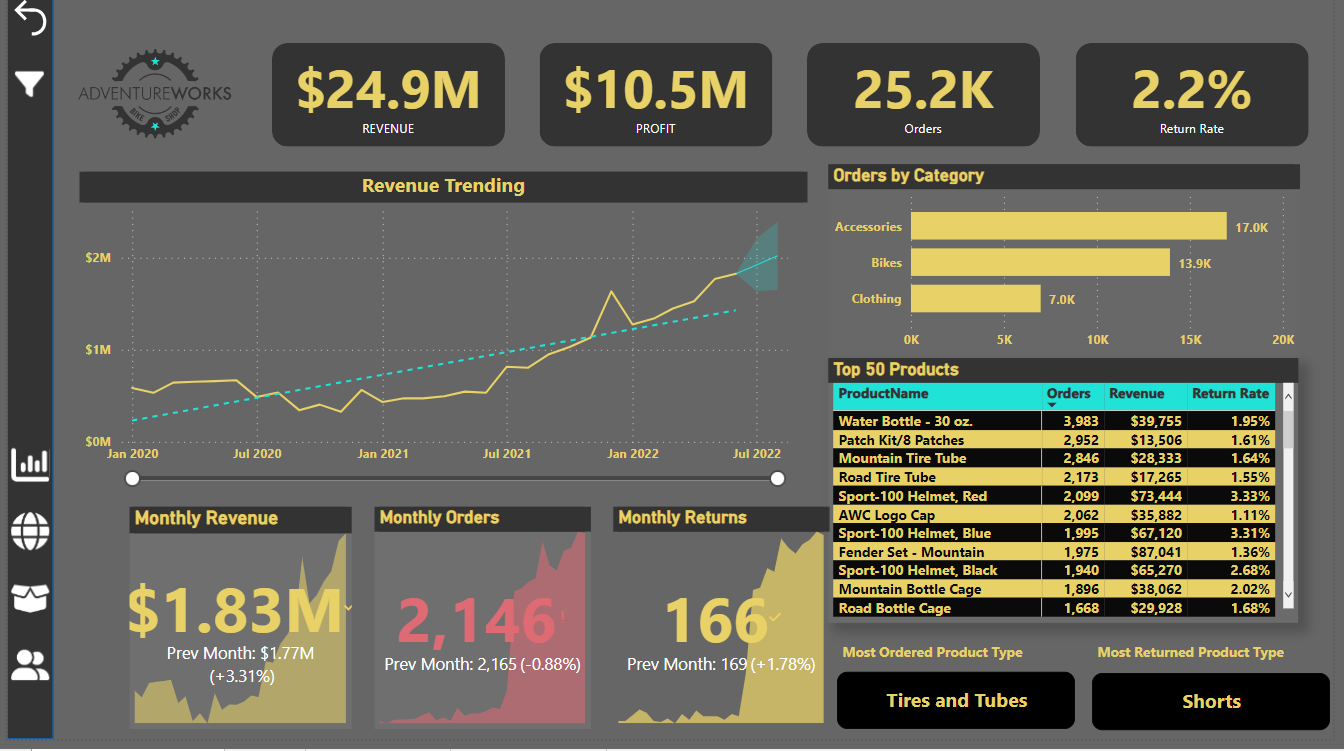 ADVENTUREWORKS
BIKE SHOP
$24.9M
REVENUE
$10.5M
PROFIT
25.2K
Orders
2.2%
Return Rate
Revenue Trending
$2M
$1M
$0M
Jan 2020 Jul 2020 Jan 2021 Jul 2021 Jan 2022 Jul 2022
Orders by Category
Accessories 17.0K
Bikes 13.9K
Clothing 7.0K
0K 5K 10K 15K 20K
Top 50 Products
ProductName Orders Revenue Return Rate
Water Bottle - 30 oz. 3,983 $39,755 1.95%
Patch Kit/8 Patches 2,952 $13,506 1.61%
Mountain Tire Tube 2,846 $28,333 1.64%
Road Tire Tube 2,173 $17,265 1.55%
Sport-100 Helmet, Red 2,099 $73,444 3.33%
AWC Logo Cap 2,062 $35,882 1.11%
Sport-100 Helmet, Blue 1,995 $67,120 3.31%
Fender Set - Mountain 1,975 $87,041 1.36%
Sport-100 Helmet, Black 1,940 $65,270 2.68%
Mountain Bottle Cage 1,896 $38,062 2.02%
Road Bottle Cage 1,668 $29,928 1.68%
Monthly Revenue
$1.83M
Prev Month: $1.77M
(+3.31%)
Monthly Orders
2,146!
Prev Month: 2,165 (-0.88%)
Monthly Returns
166
Prev Month: 169 (+1.78%)
Most Ordered Product Type
Tires and Tubes
Most Returned Product Type
Shorts